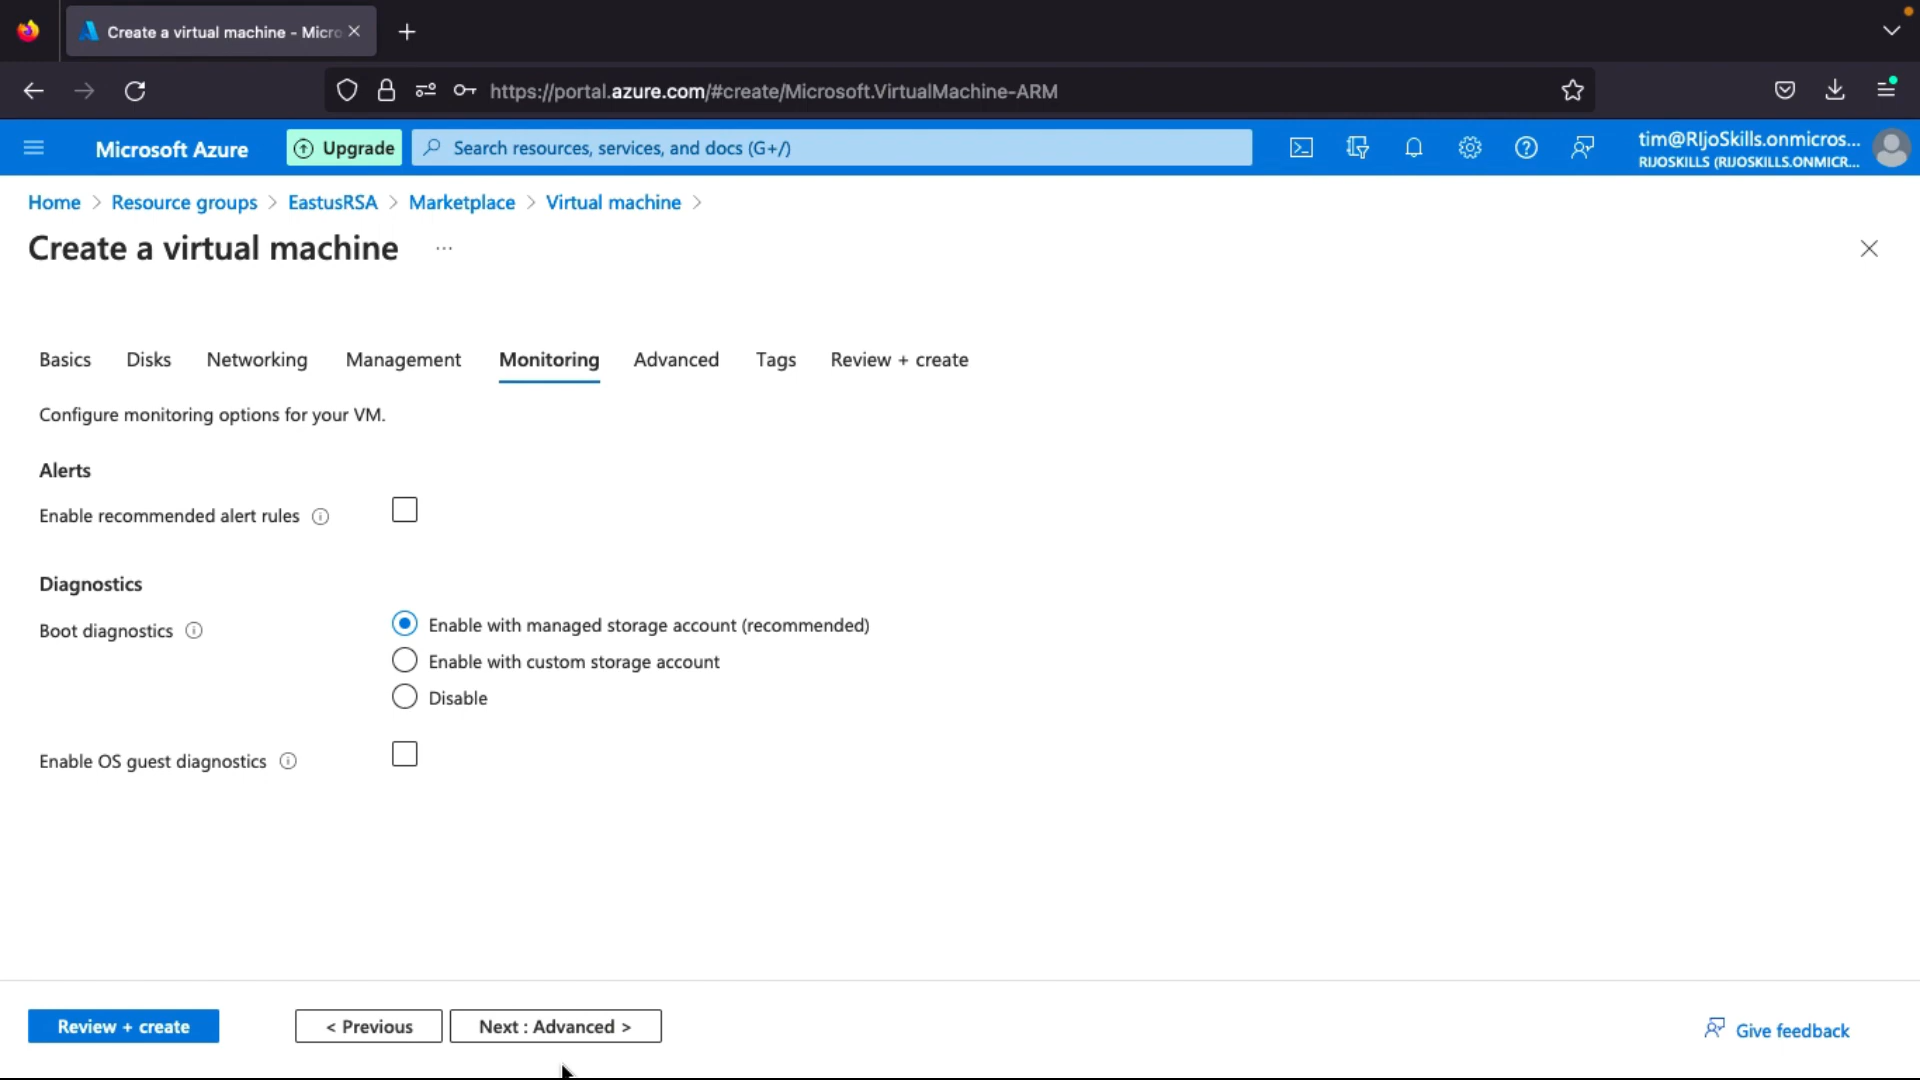 Create a virtual machine - Micro
https://portal.azure.com/#create/Microsoft.VirtualMachine-ARM
Microsoft Azure
Upgrade
Search resources, services, and docs (G+/)
tim@RIjoSkills.onmicros...
RIJOSKILLS (RIJOSKILLS.ONMICR...
Home > Resource groups > EastusRSA > Marketplace > Virtual machine >
Create a virtual machine ...
Basics Disks Networking Management Monitoring Advanced Tags Review + create
Configure monitoring options for your VM.
Alerts
Enable recommended alert rules
Diagnostics
Boot diagnostics
Enable with managed storage account (recommended)
Enable with custom storage account
Disable
Enable OS guest diagnostics
Review + create
< Previous
Next : Advanced >
Give feedback